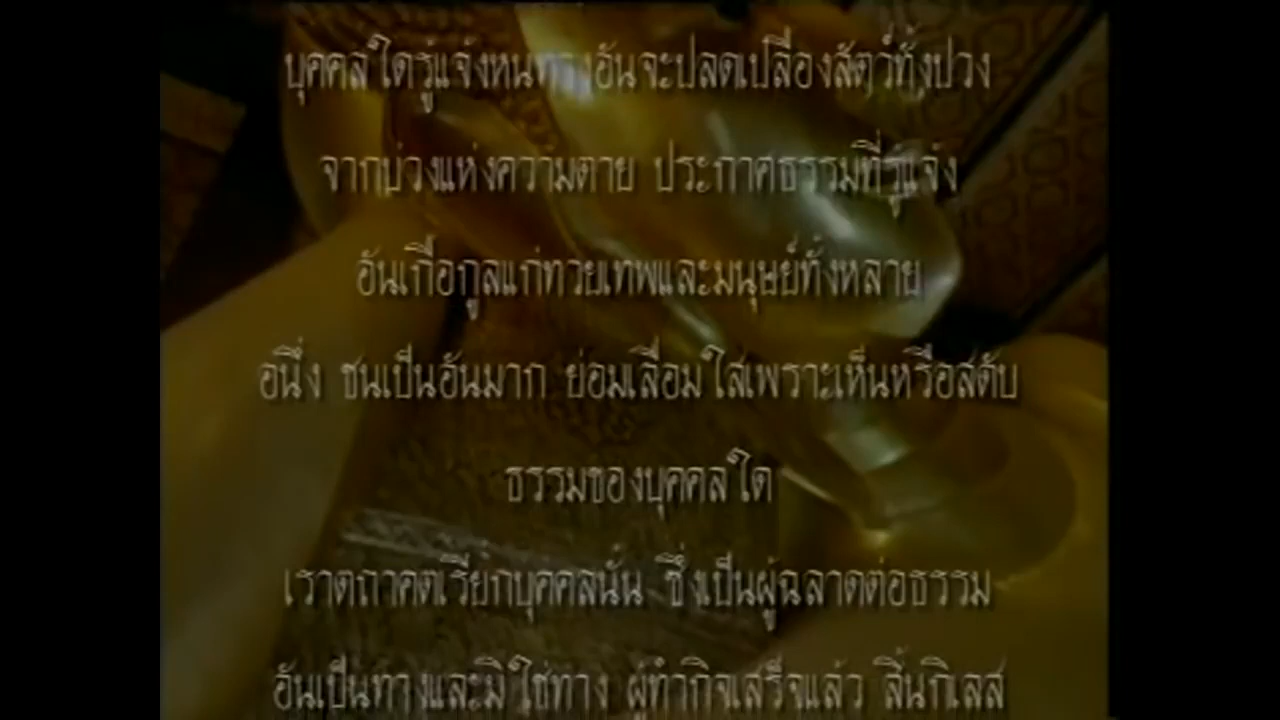 บุคคลใดรู้แจ้งหนทางอันจะปลดเปลื้องสัตว์ทั้งปวง
จากบ่วงแห่งความตาย ประกาศธรรมที่รู้แจ้ง
อันเกื้อกูลแก่ทวยเทพและมนุษย์ทั้งหลาย
อนึ่ง ชนเป็นอันมาก ย่อมเลื่อมใสเพราะเห็นหรือสดับ
ธรรมของบุคคลใด
เราตถาคตเรียกบุคคลนั้น ซึ่งเป็นผู้ฉลาดต่อธรรม
อันเป็นทางและมิใช่ทาง ผู้ทำกิจเสร็จแล้ว สิ้นกิเลส